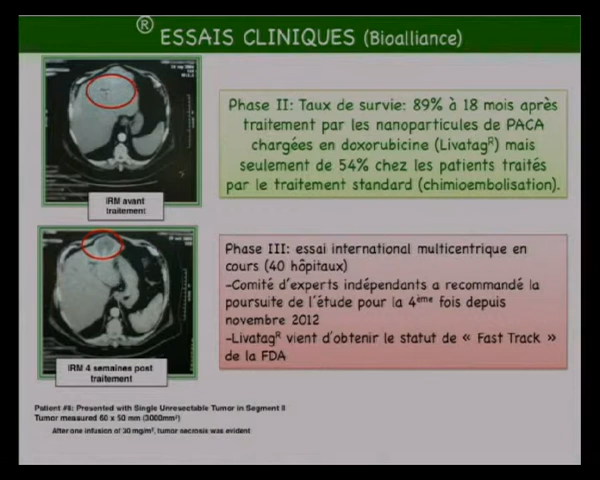 ® ESSAIS CLINIQUES (Bioalliance)
IRM avant
traitement
Phase II: Taux de survie: 89% à 18 mois après
traitement par les nanoparticules de PACA
chargées en doxorubicine (Livatagᴿ) mais
seulement de 54% chez les patients traités
par le traitement standard (chimioembolisation).
IRM 4 semaines post
traitement
Phase III: essai international multicentrique en
cours (40 hôpitaux)
-Comité d'experts indépendants a recommandé la
poursuite de l'étude pour la 4ème fois depuis
novembre 2012
-Livatagᴿ vient d'obtenir le statut de « Fast Track »
de la FDA
Patient #8: Presented with Single Unresectable Tumor in Segment II
Tumor measured 60 x 50 mm (3000mm²)
After one infusion of 30 mg/m², tumor necrosis was evident